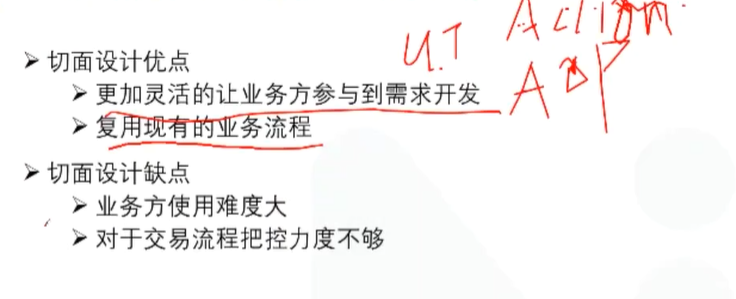 Action
U.T
AOP
切面设计优点
更加灵活的让业务方参与到需求开发
复用现有的业务流程
切面设计缺点
业务方使用难度大
对于交易流程把控力度不够